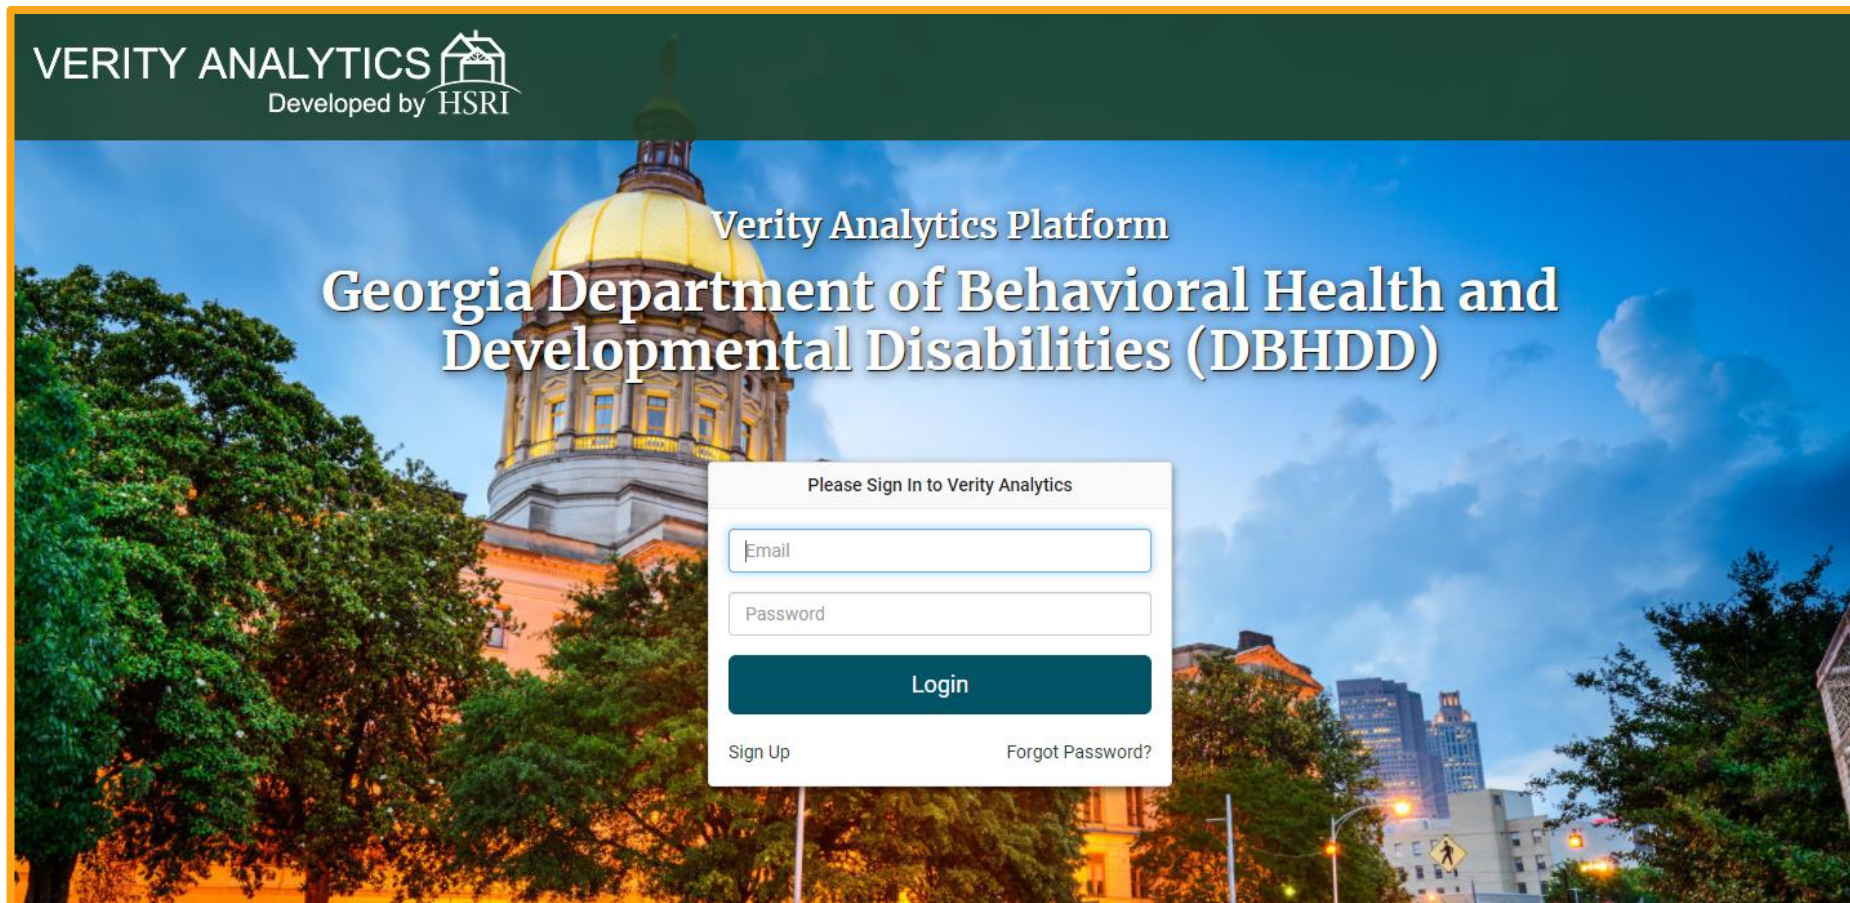 VERITY ANALYTICS
Developed by HSRI
Verity Analytics Platform
Georgia Department of Behavioral Health and
Developmental Disabilities (DBHDD)
Please Sign In to Verity Analytics
Email
Password
Login
Sign Up Forgot Password?